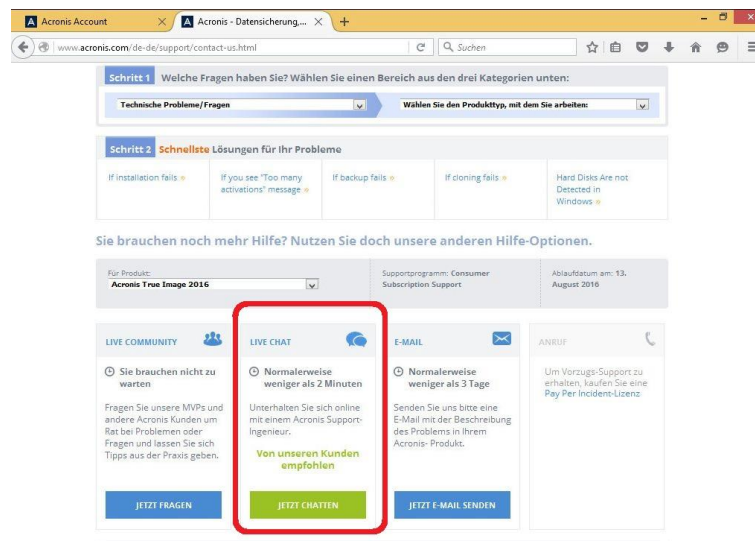 Acronis Account
Acronis - Datensicherung,...
www.acronis.com/de-de/support/contact-us.html
Suchen
Schritt 1 Welche Fragen haben Sie? Wählen Sie einen Bereich aus den drei Kategorien unten:
Technische Probleme/Fragen
Wählen Sie den Produkttyp, mit dem Sie arbeiten:
Schritt 2 Schnellste Lösungen für Ihr Probleme
If installation fails
If you see "Too many
activations" message
If backup fails
If cloning fails
Hard Disks Are not
Detected in
Windows
Sie brauchen noch mehr Hilfe? Nutzen Sie doch unsere anderen Hilfe-Optionen.
Für Produkt:
Acronis True Image 2016
Supportprogramm: Consumer
Subscription Support
Ablaufdatum am: 13.
August 2016
LIVE COMMUNITY
Sie brauchen nicht zu
warten
Fragen Sie unsere MVPs und
andere Acronis Kunden um
Rat bei Problemen oder
Fragen und lassen Sie sich
Tipps aus der Praxis geben.
JETZT FRAGEN
LIVE CHAT
Normalerweise
weniger als 2 Minuten
Unterhalten Sie sich online
mit einem Acronis Support-
Ingenieur.
Von unseren Kunden
empfohlen
JETZT CHATTEN
E-MAIL
Normalerweise
weniger als 3 Tage
Senden Sie uns bitte eine
E-Mail mit der Beschreibung
des Problems in Ihrem
Acronis- Produkt.
JETZT E-MAIL SENDEN
ANRUF
Um Vorzugs-Support zu
erhalten, kaufen Sie eine
Pay Per Incident-Lizenz